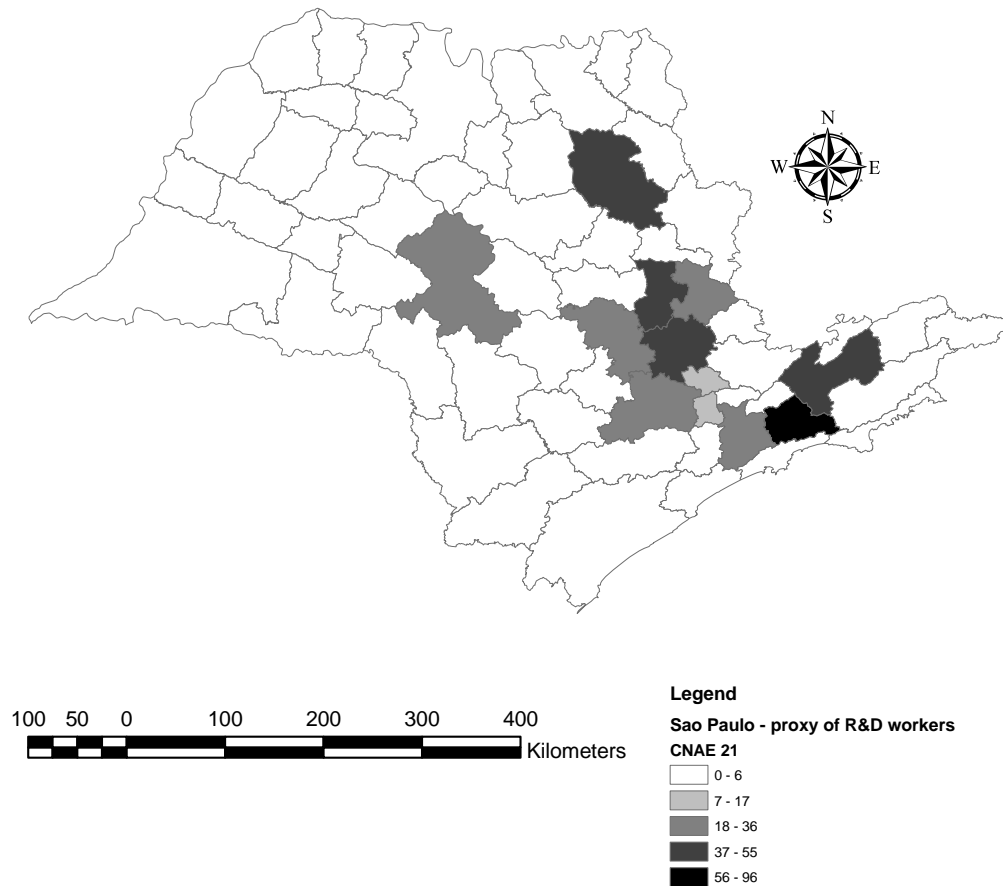 N
W E
S
100 50 0 100 200 300 400
Kilometers
Legend
Sao Paulo - proxy of R&D workers
CNAE 21
0 - 6
7 - 17
18 - 36
37 - 55
56 - 96